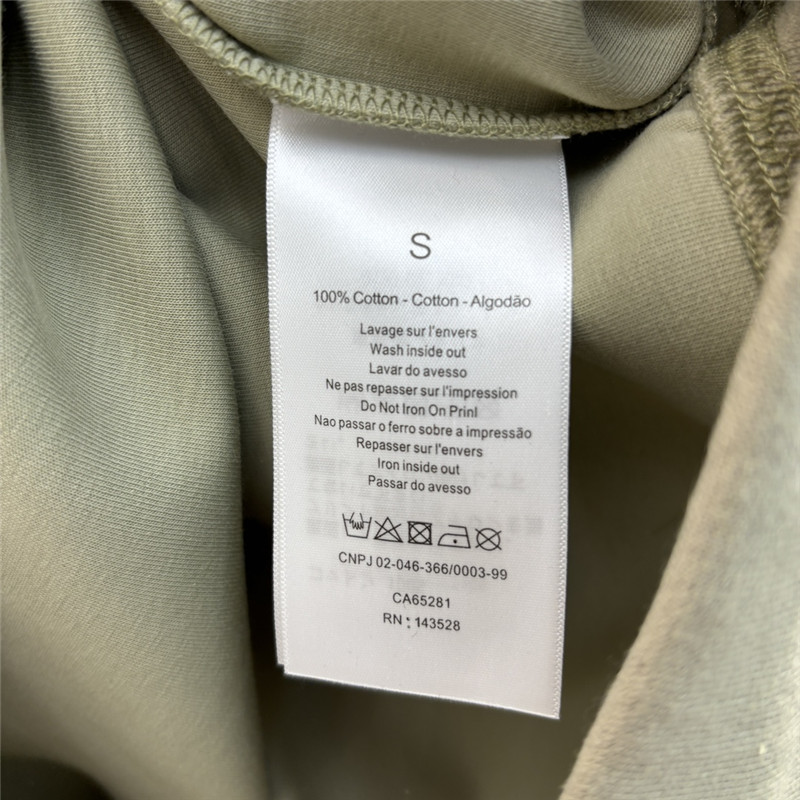 S
100% Cotton - Cotton - Algodão
Lavage sur l'envers
Wash inside out
Lavar do avesso
Ne pas repasser sur l'impression
Do Not Iron On Prinl
Nao passar o ferro sobre a impressão
Repasser sur l'envers
Iron inside out
Passar do avesso
CNPJ 02-046-366/0003-99
CA65281
RN: 143528